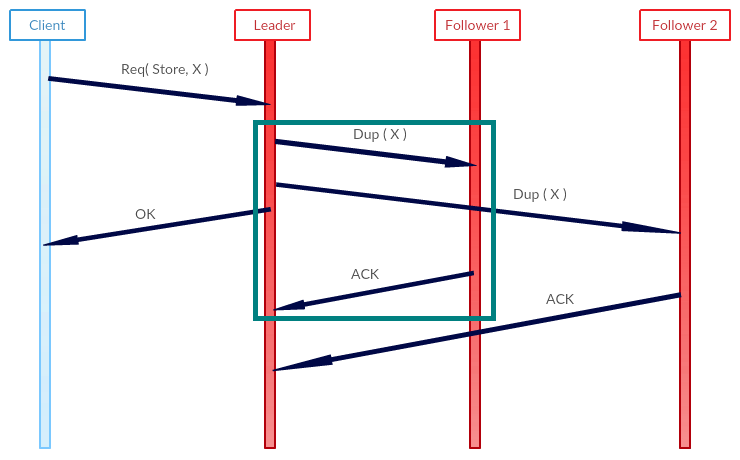 Client
Leader
Follower 1
Follower 2
Req( Store, X )
Dup ( X )
Dup ( X )
OK
ACK
ACK